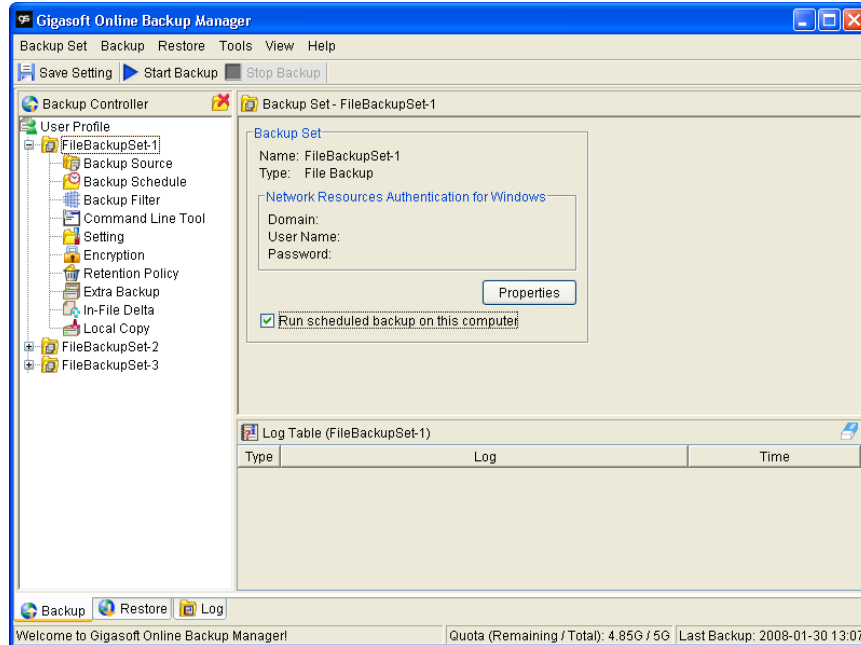 Gigasoft Online Backup Manager
Backup Set Backup Restore Tools View Help
Save Setting Start Backup Stop Backup
Backup Controller
User Profile
FileBackupSet-1
Backup Source
Backup Schedule
Backup Filter
Command Line Tool
Setting
Encryption
Retention Policy
Extra Backup
In-File Delta
Local Copy
FileBackupSet-2
FileBackupSet-3
Backup Set - FileBackupSet-1
Backup Set
Name: FileBackupSet-1
Type: File Backup
Network Resources Authentication for Windows
Domain:
User Name:
Password:
Properties
Run scheduled backup on this computer
Log Table (FileBackupSet-1)
Type Log Time
Backup Restore Log
Welcome to Gigasoft Online Backup Manager! Quota (Remaining / Total): 4.85G / 5G Last Backup: 2008-01-30 13:07